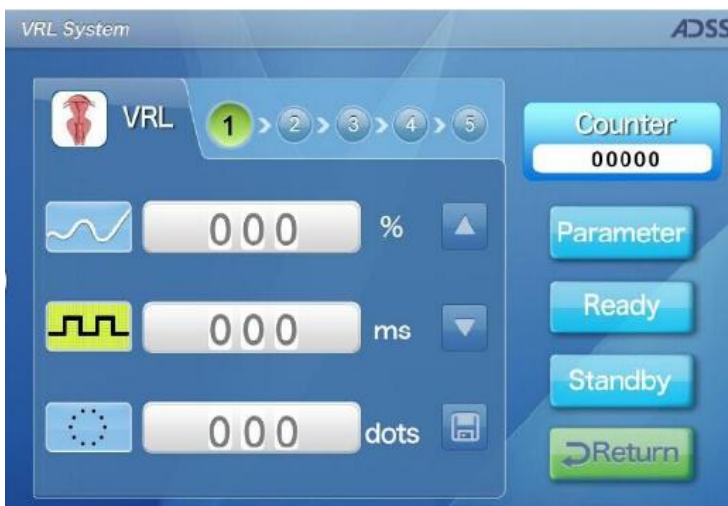 VRL System
ADSS
VRL
1 > 2 > 3 > 4 > 5
000 %
000 ms
000 dots
Counter
00000
Parameter
Ready
Standby
Return